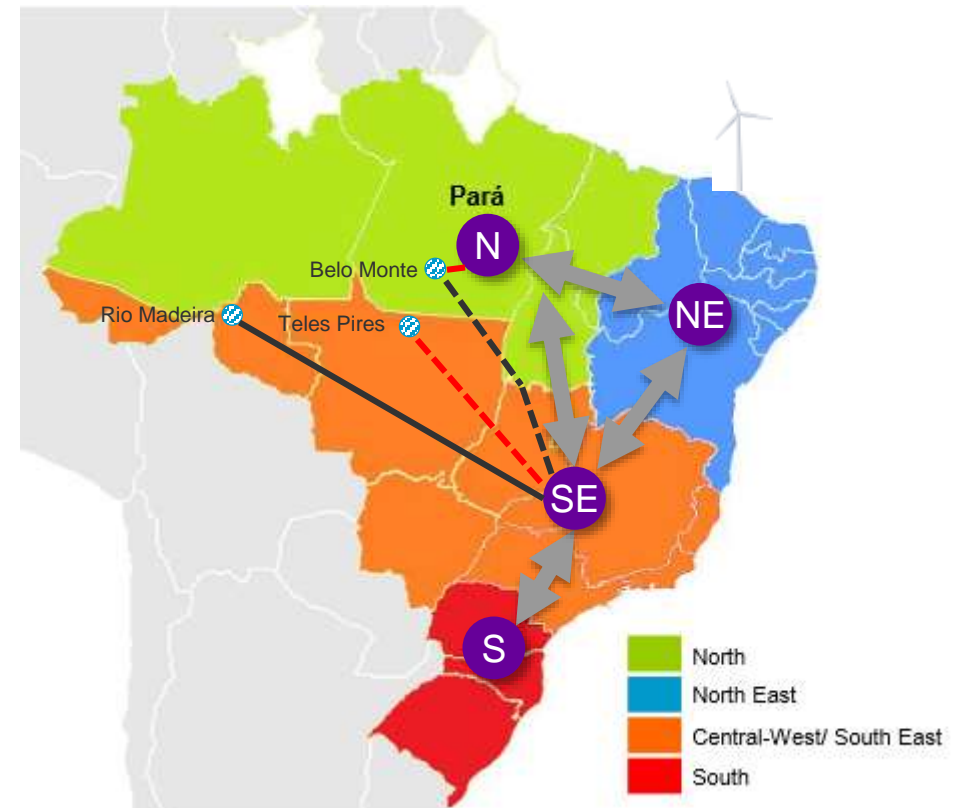 Pará
N
Belo Monte
Rio Madeira
Teles Pires
NE
SE
S
North
North East
Central-West/ South East
South